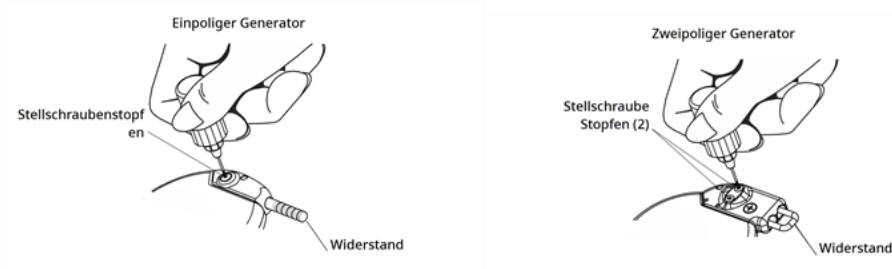 Einpoliger Generator
Stellschraubenstopf
en
Widerstand
Zweipoliger Generator
Stellschraube
Stopfen (2)
Widerstand